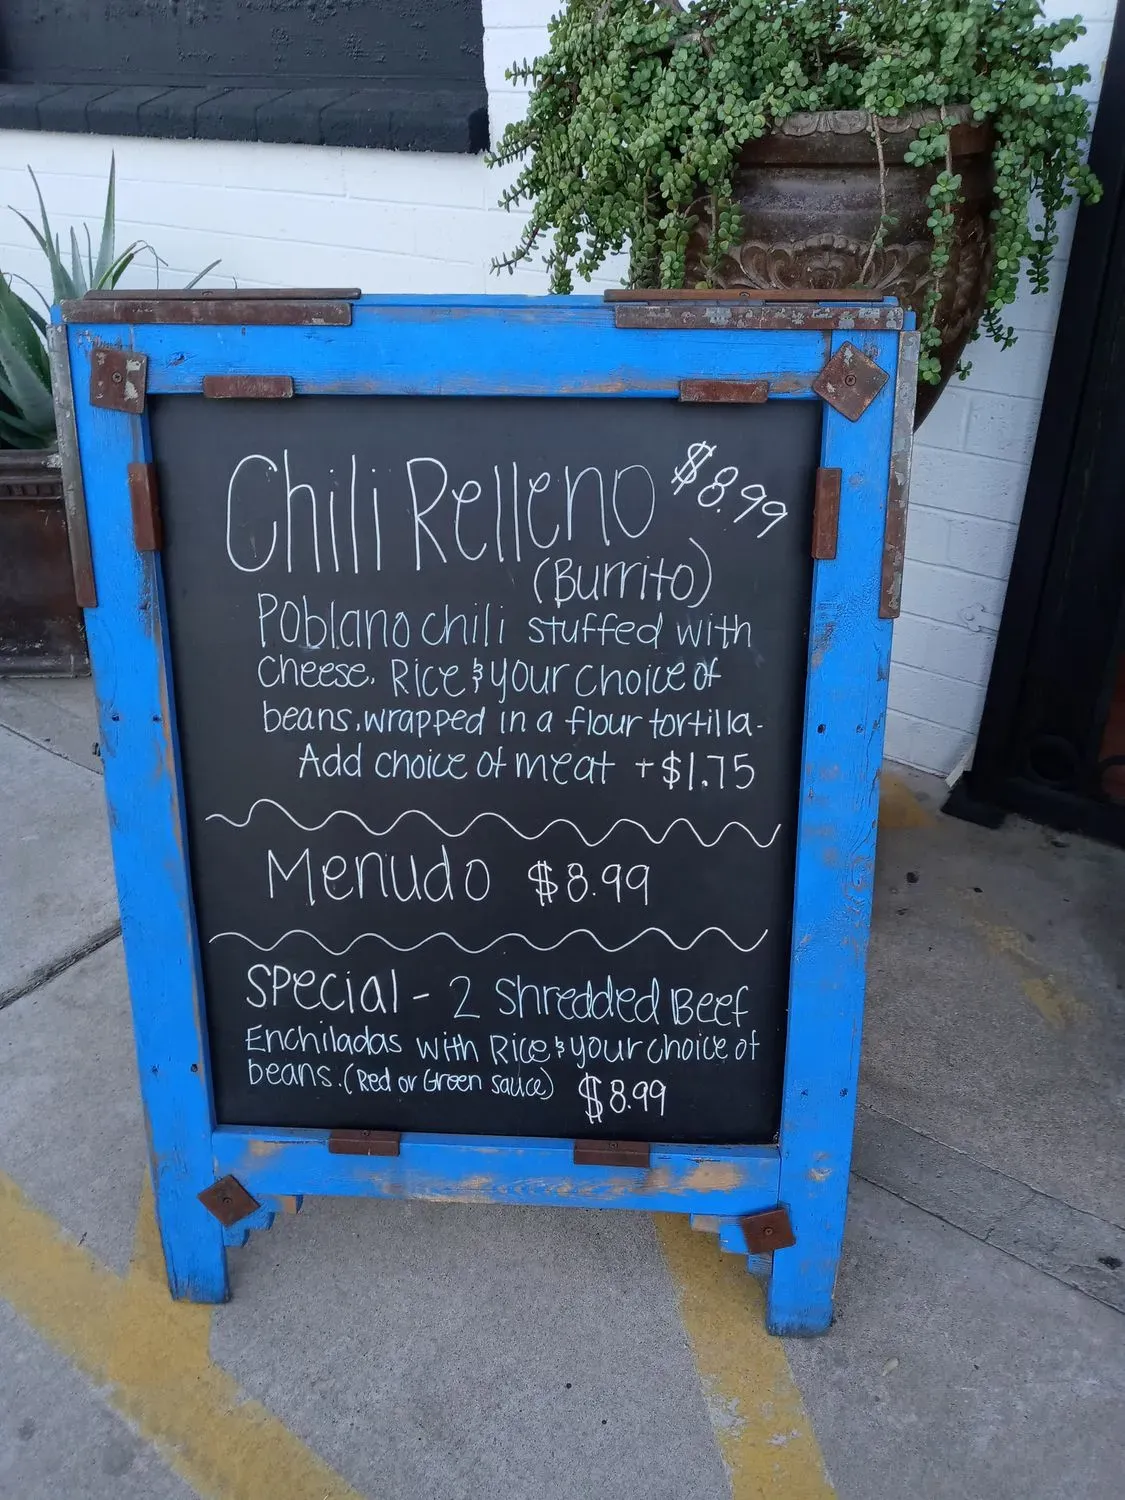 Chili Relleno $8.99
(Burrito)
Poblano chili stuffed with
cheese. Rice & your choice of
beans. wrapped in a flour tortilla-
Add choice of meat +$1.75
Menudo $8.99
Special - 2 Shredded Beef
Enchiladas with Rice & your choice of
beans. (Red or Green sauce) $8.99